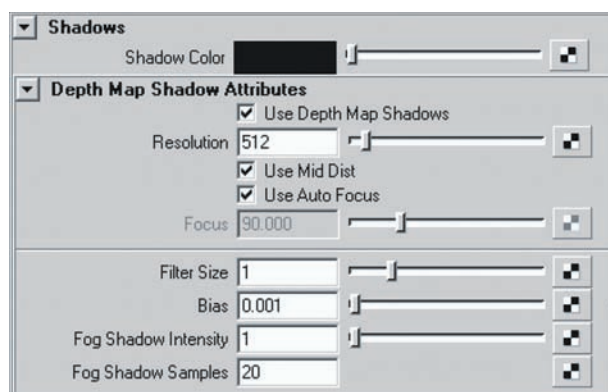 Shadows
Shadow Color
Depth Map Shadow Attributes
Use Depth Map Shadows
Resolution 512
Use Mid Dist
Use Auto Focus
Focus 90.000
Filter Size 1
Bias 0.001
Fog Shadow Intensity 1
Fog Shadow Samples 20